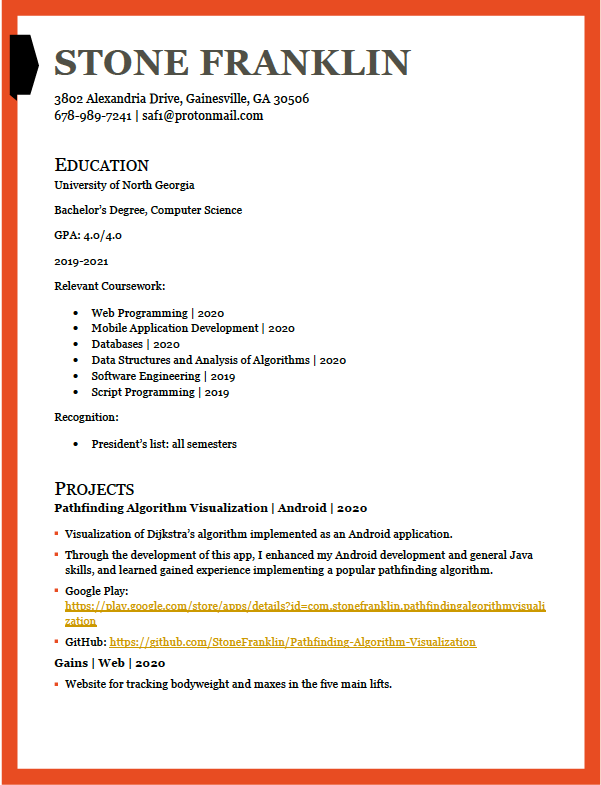 STONE FRANKLIN
3802 Alexandria Drive, Gainesville, GA 30506
678-989-7241 | saf1@protonmail.com
EDUCATION
University of North Georgia
Bachelor's Degree, Computer Science
GPA: 4.0/4.0
2019-2021
Relevant Coursework:
• Web Programming | 2020
• Mobile Application Development | 2020
• Databases | 2020
• Data Structures and Analysis of Algorithms | 2020
• Software Engineering | 2019
• Script Programming | 2019
Recognition:
• President's list: all semesters
PROJECTS
Pathfinding Algorithm Visualization | Android | 2020
▪ Visualization of Dijkstra's algorithm implemented as an Android application.
▪ Through the development of this app, I enhanced my Android development and general Java
skills, and learned gained experience implementing a popular pathfinding algorithm.
▪ Google Play:
https://play.google.com/store/apps/details?id=com.stonefranklin.pathfindingalgorithmvisuali
zation
▪ GitHub: https://github.com/StoneFranklin/Pathfinding-Algorithm-Visualization
Gains | Web | 2020
▪ Website for tracking bodyweight and maxes in the five main lifts.